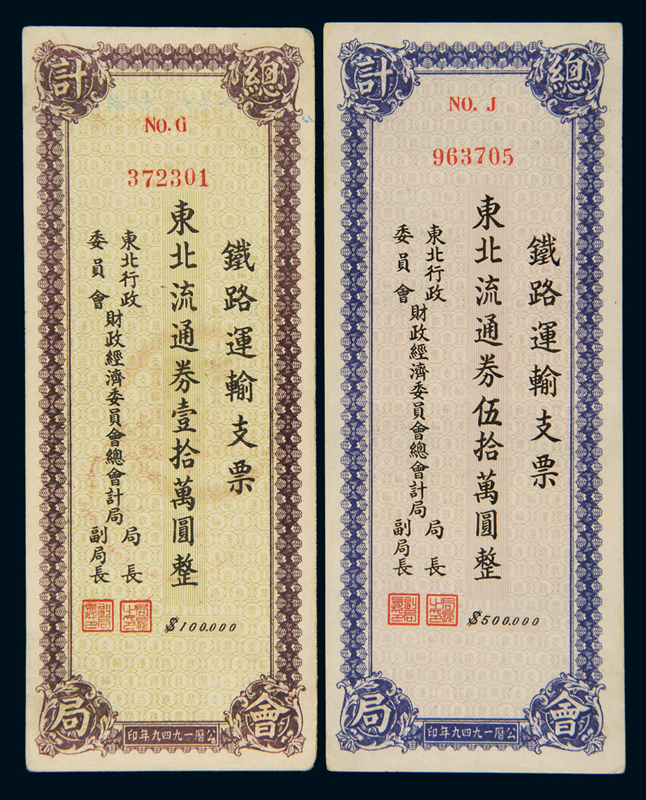 總計
NO. G
372301
鐵路運輸支票
東北流通券壹拾萬圓整
東北行政
委員會
財政經濟委員會總會計局
局長
副局長
$100.000
會局
公曆一九四九年印
總計
NO. J
963705
鐵路運輸支票
東北流通券伍拾萬圓整
東北行政
委員會
財政經濟委員會總會計局
局長
副局長
$500.000
會局
公曆一九四九年印